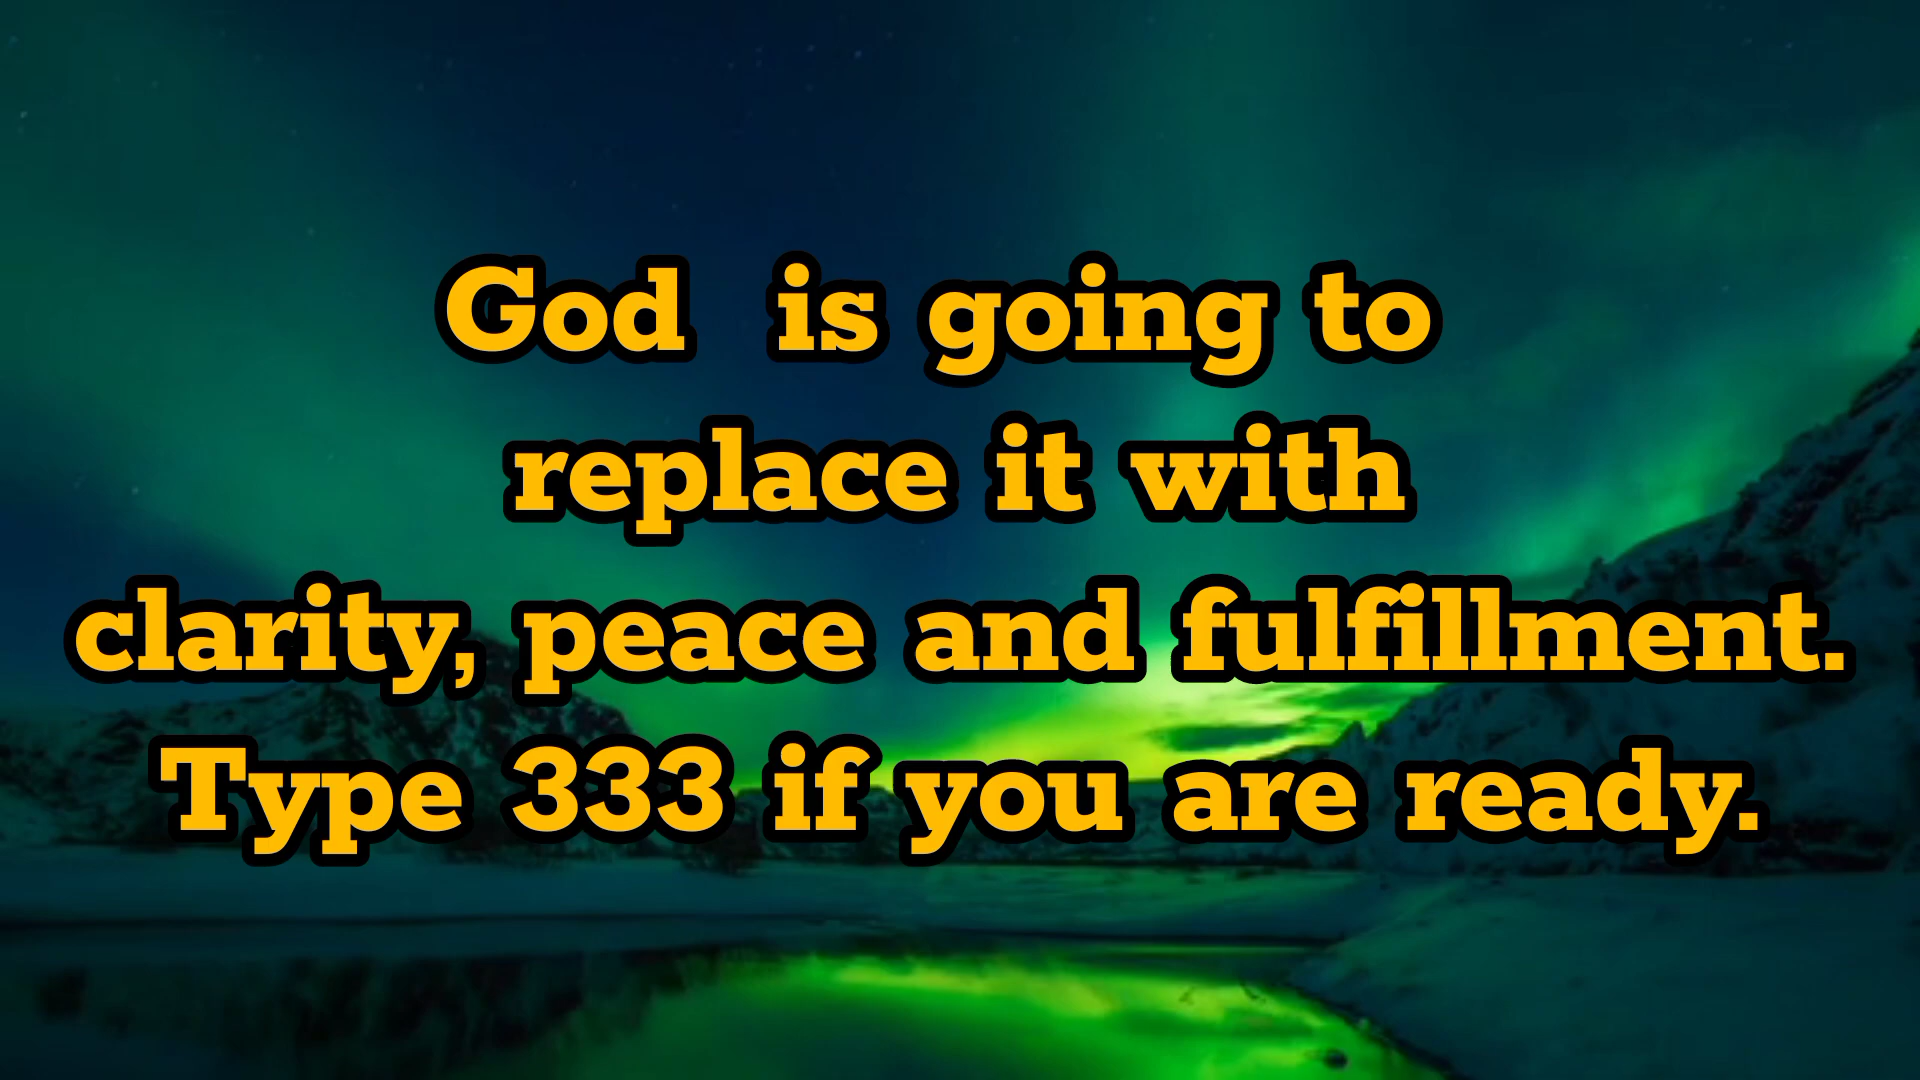 God  is going to
replace it with
clarity, peace and fulfillment.
Type 333 if you are ready.